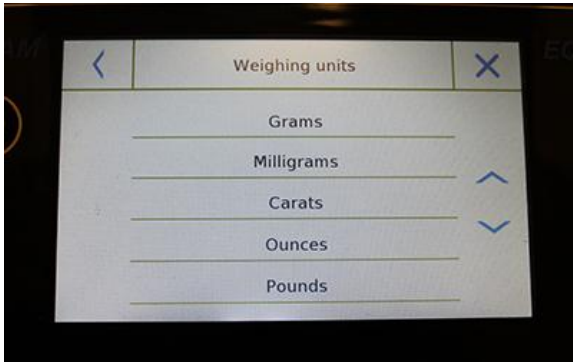 Weighing units
Grams
Milligrams
Carats
Ounces
Pounds